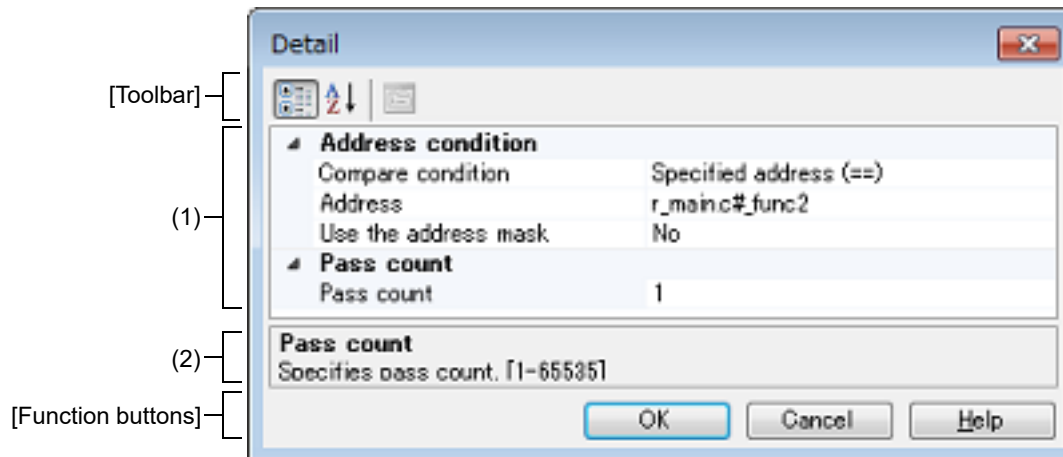 Detail
[Toolbar]
Address condition
Compare condition Specified address (==)
Address r_main.c#_func2
(1)
Use the address mask No
Pass count
Pass count 1
Pass count
(2)
Specifies pass count. [1-65535]
[Function buttons]
OK Cancel Help